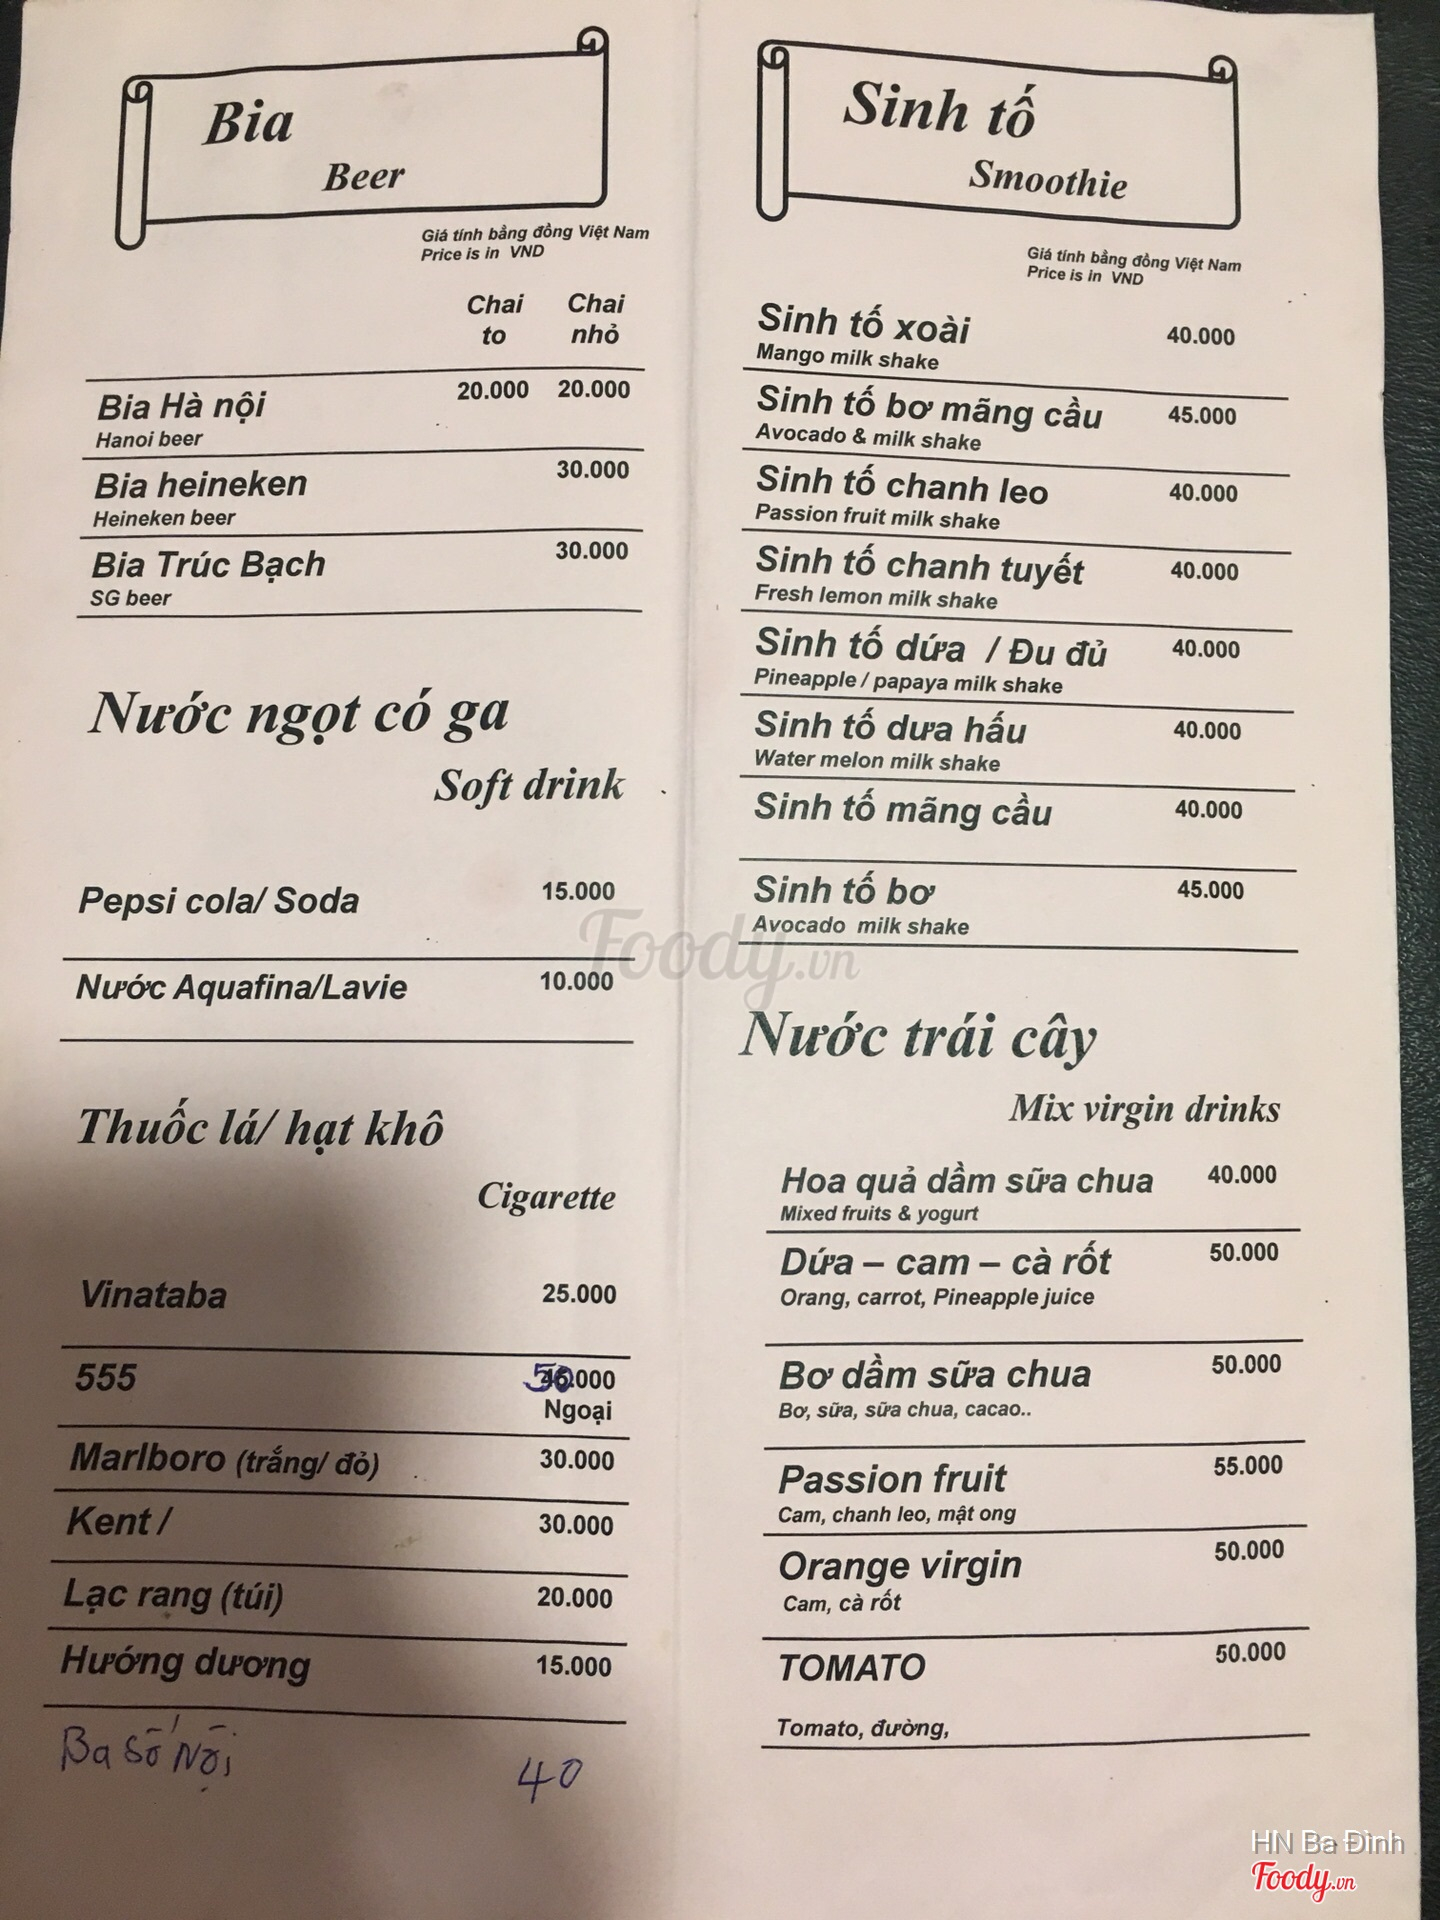 Bia
Beer
Giá tính bằng đồng Việt Nam
Price is in VND
Chai to Chai nhỏ
Bia Hà nội 20.000 20.000
Hanoi beer
Bia heineken 30.000
Heineken beer
Bia Trúc Bạch 30.000
SG beer
Nước ngọt có ga
Soft drink
Pepsi cola/ Soda 15.000
Nước Aquafina/Lavie 10.000
Thuốc lá/ hạt khô
Cigarette
Vinataba 25.000
555 50.000
Ngoại
Marlboro (trắng/ đỏ) 30.000
Kent / 30.000
Lạc rang (túi) 20.000
Hướng dương 15.000
Ba số Nội 40
Sinh tố
Smoothie
Giá tính bằng đồng Việt Nam
Price is in VND
Sinh tố xoài 40.000
Mango milk shake
Sinh tố bơ mãng cầu 45.000
Avocado & milk shake
Sinh tố chanh leo 40.000
Passion fruit milk shake
Sinh tố chanh tuyết 40.000
Fresh lemon milk shake
Sinh tố dứa / Đu đủ 40.000
Pineapple / papaya milk shake
Sinh tố dưa hấu 40.000
Water melon milk shake
Sinh tố mãng cầu 40.000
Sinh tố bơ 45.000
Avocado milk shake
Nước trái cây
Mix virgin drinks
Hoa quả dầm sữa chua 40.000
Mixed fruits & yogurt
Dứa – cam – cà rốt 50.000
Orang, carrot, Pineapple juice
Bơ dầm sữa chua 50.000
Bơ, sữa, sữa chua, cacao..
Passion fruit 55.000
Cam, chanh leo, mật ong
Orange virgin 50.000
Cam, cà rốt
TOMATO 50.000
Tomato, đường,
Foody.vn
HN Ba Đình
Foody.vn